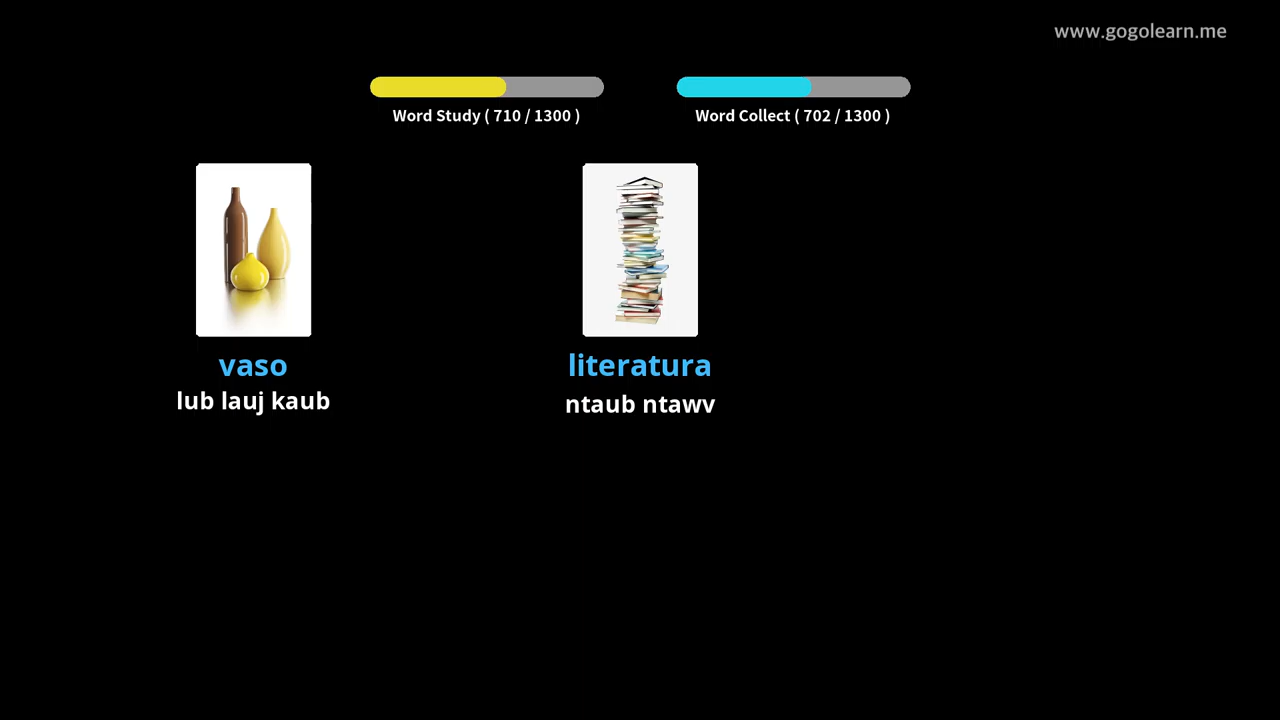 www.gogolearn.me
Word Study ( 710 / 1300 )
Word Collect ( 702 / 1300 )
vaso
lub lauj kaub
literatura
ntaub ntawv